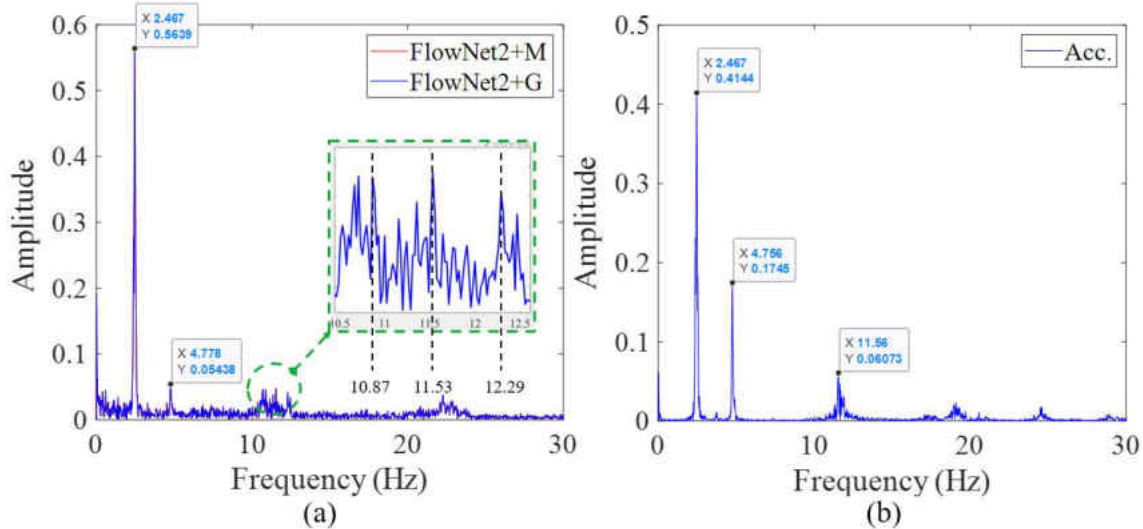 0.6
0.5
0.4
0.3
0.2
0.1
0
Amplitude
X 2.467
Y 0.5639
FlowNet2+M
FlowNet2+G
X 4.778
Y 0.05438
10.5 11 11.5 12 12.5
10.87 11.53 12.29
0 10 20 30
Frequency (Hz)
(a)
0.5
0.4
0.3
0.2
0.1
0
Amplitude
X 2.467
Y 0.4144
Acc.
X 4.756
Y 0.1745
X 11.56
Y 0.06073
0 10 20 30
Frequency (Hz)
(b)